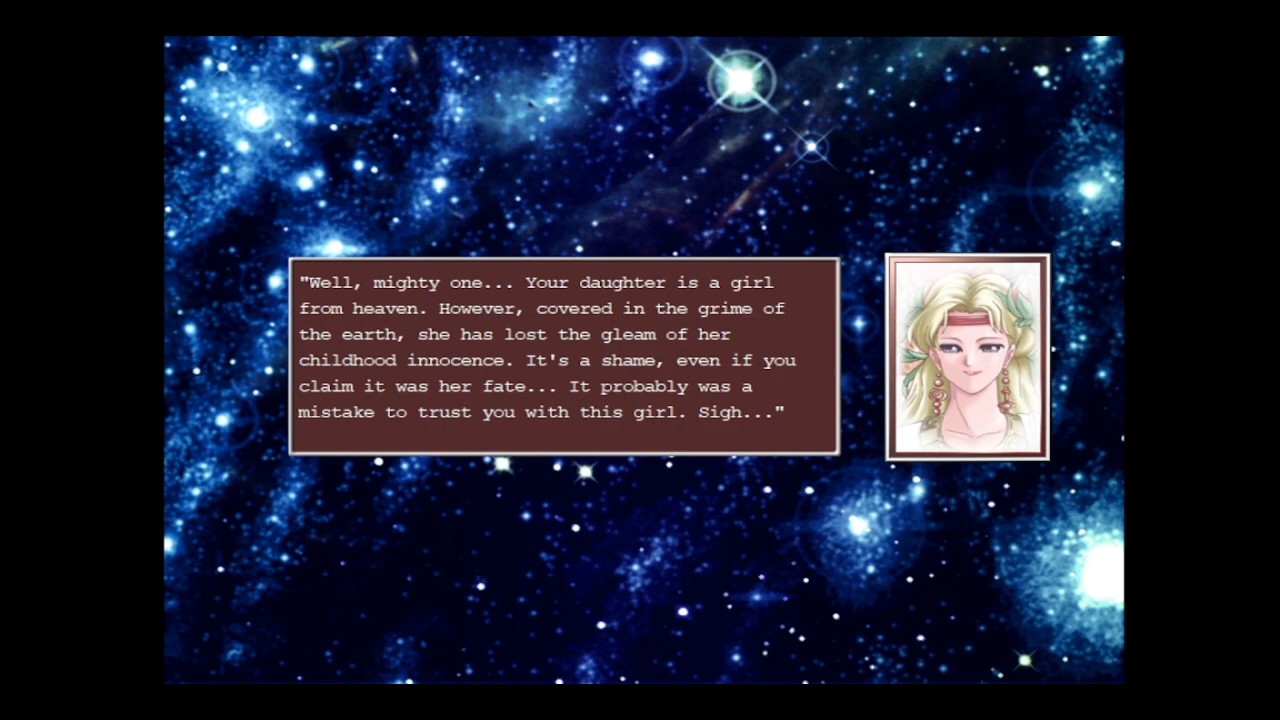 "Well, mighty one... Your daughter is a girl
from heaven. However, covered in the grime of
the earth, she has lost the gleam of her
childhood innocence. It's a shame, even if you
claim it was her fate... It probably was a
mistake to trust you with this girl. Sigh..."